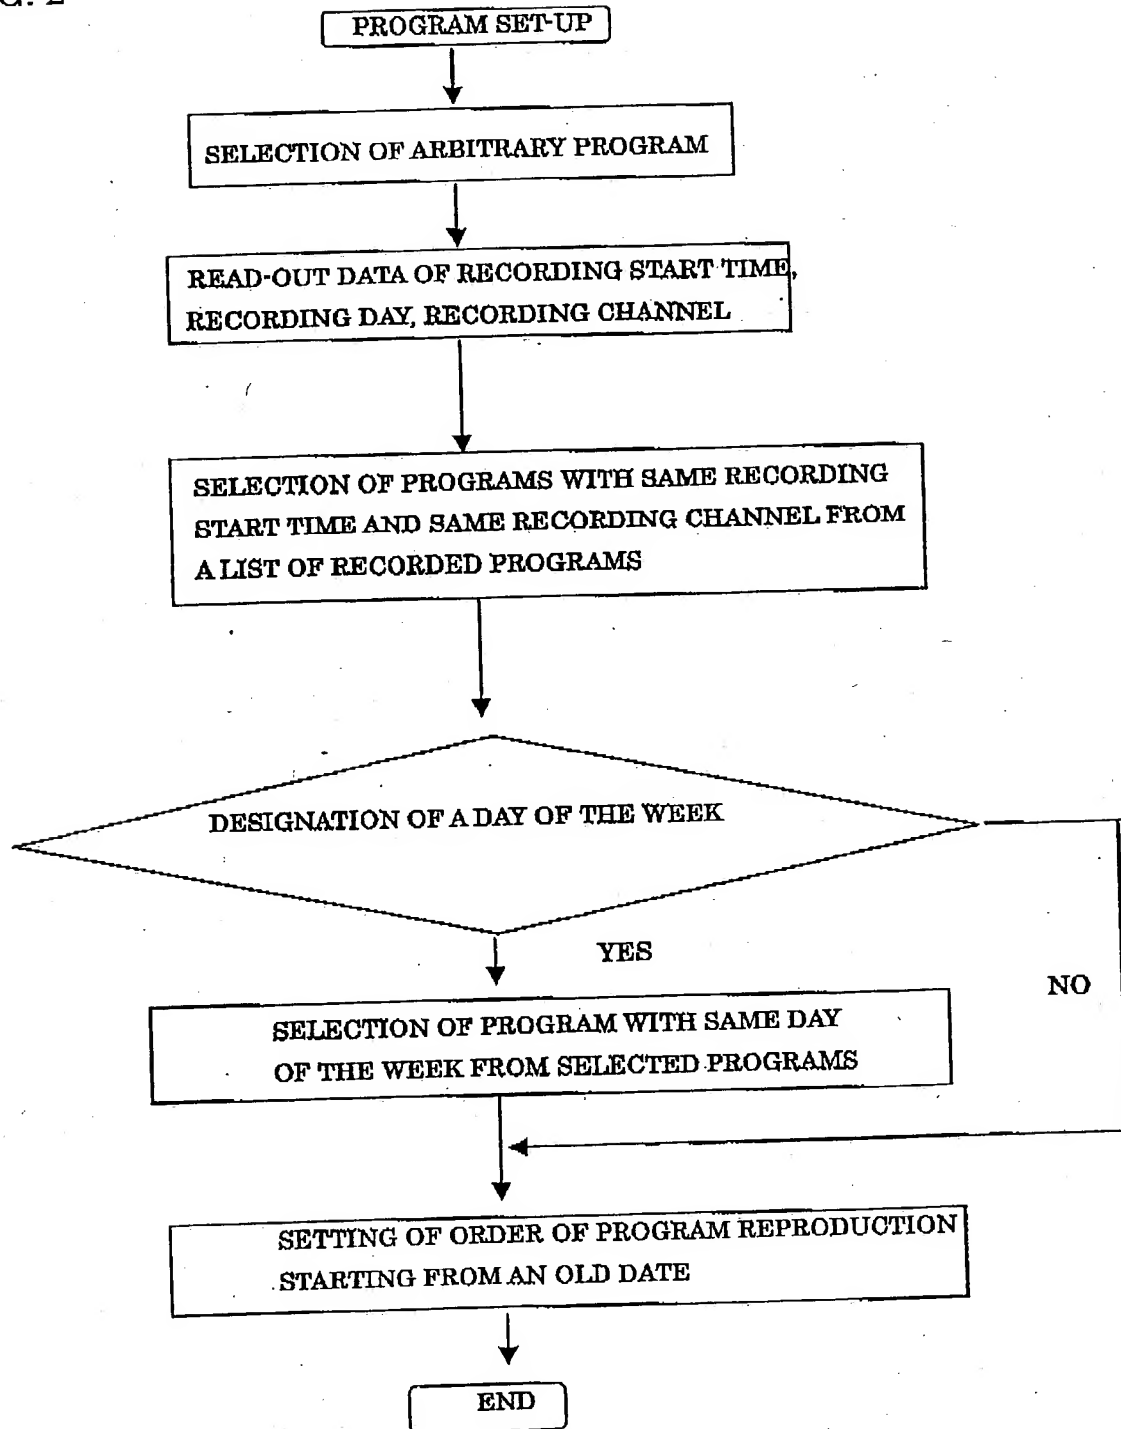 G. 2
PROGRAM SET-UP
SELECTION OF ARBITRARY PROGRAM
READ-OUT DATA OF RECORDING START TIME,
RECORDING DAY, RECORDING CHANNEL
SELECTION OF PROGRAMS WITH SAME RECORDING
START TIME AND SAME RECORDING CHANNEL FROM
A LIST OF RECORDED PROGRAMS
DESIGNATION OF A DAY OF THE WEEK
YES
NO
SELECTION OF PROGRAM WITH SAME DAY
OF THE WEEK FROM SELECTED PROGRAMS
SETTING OF ORDER OF PROGRAM REPRODUCTION
STARTING FROM AN OLD DATE
END